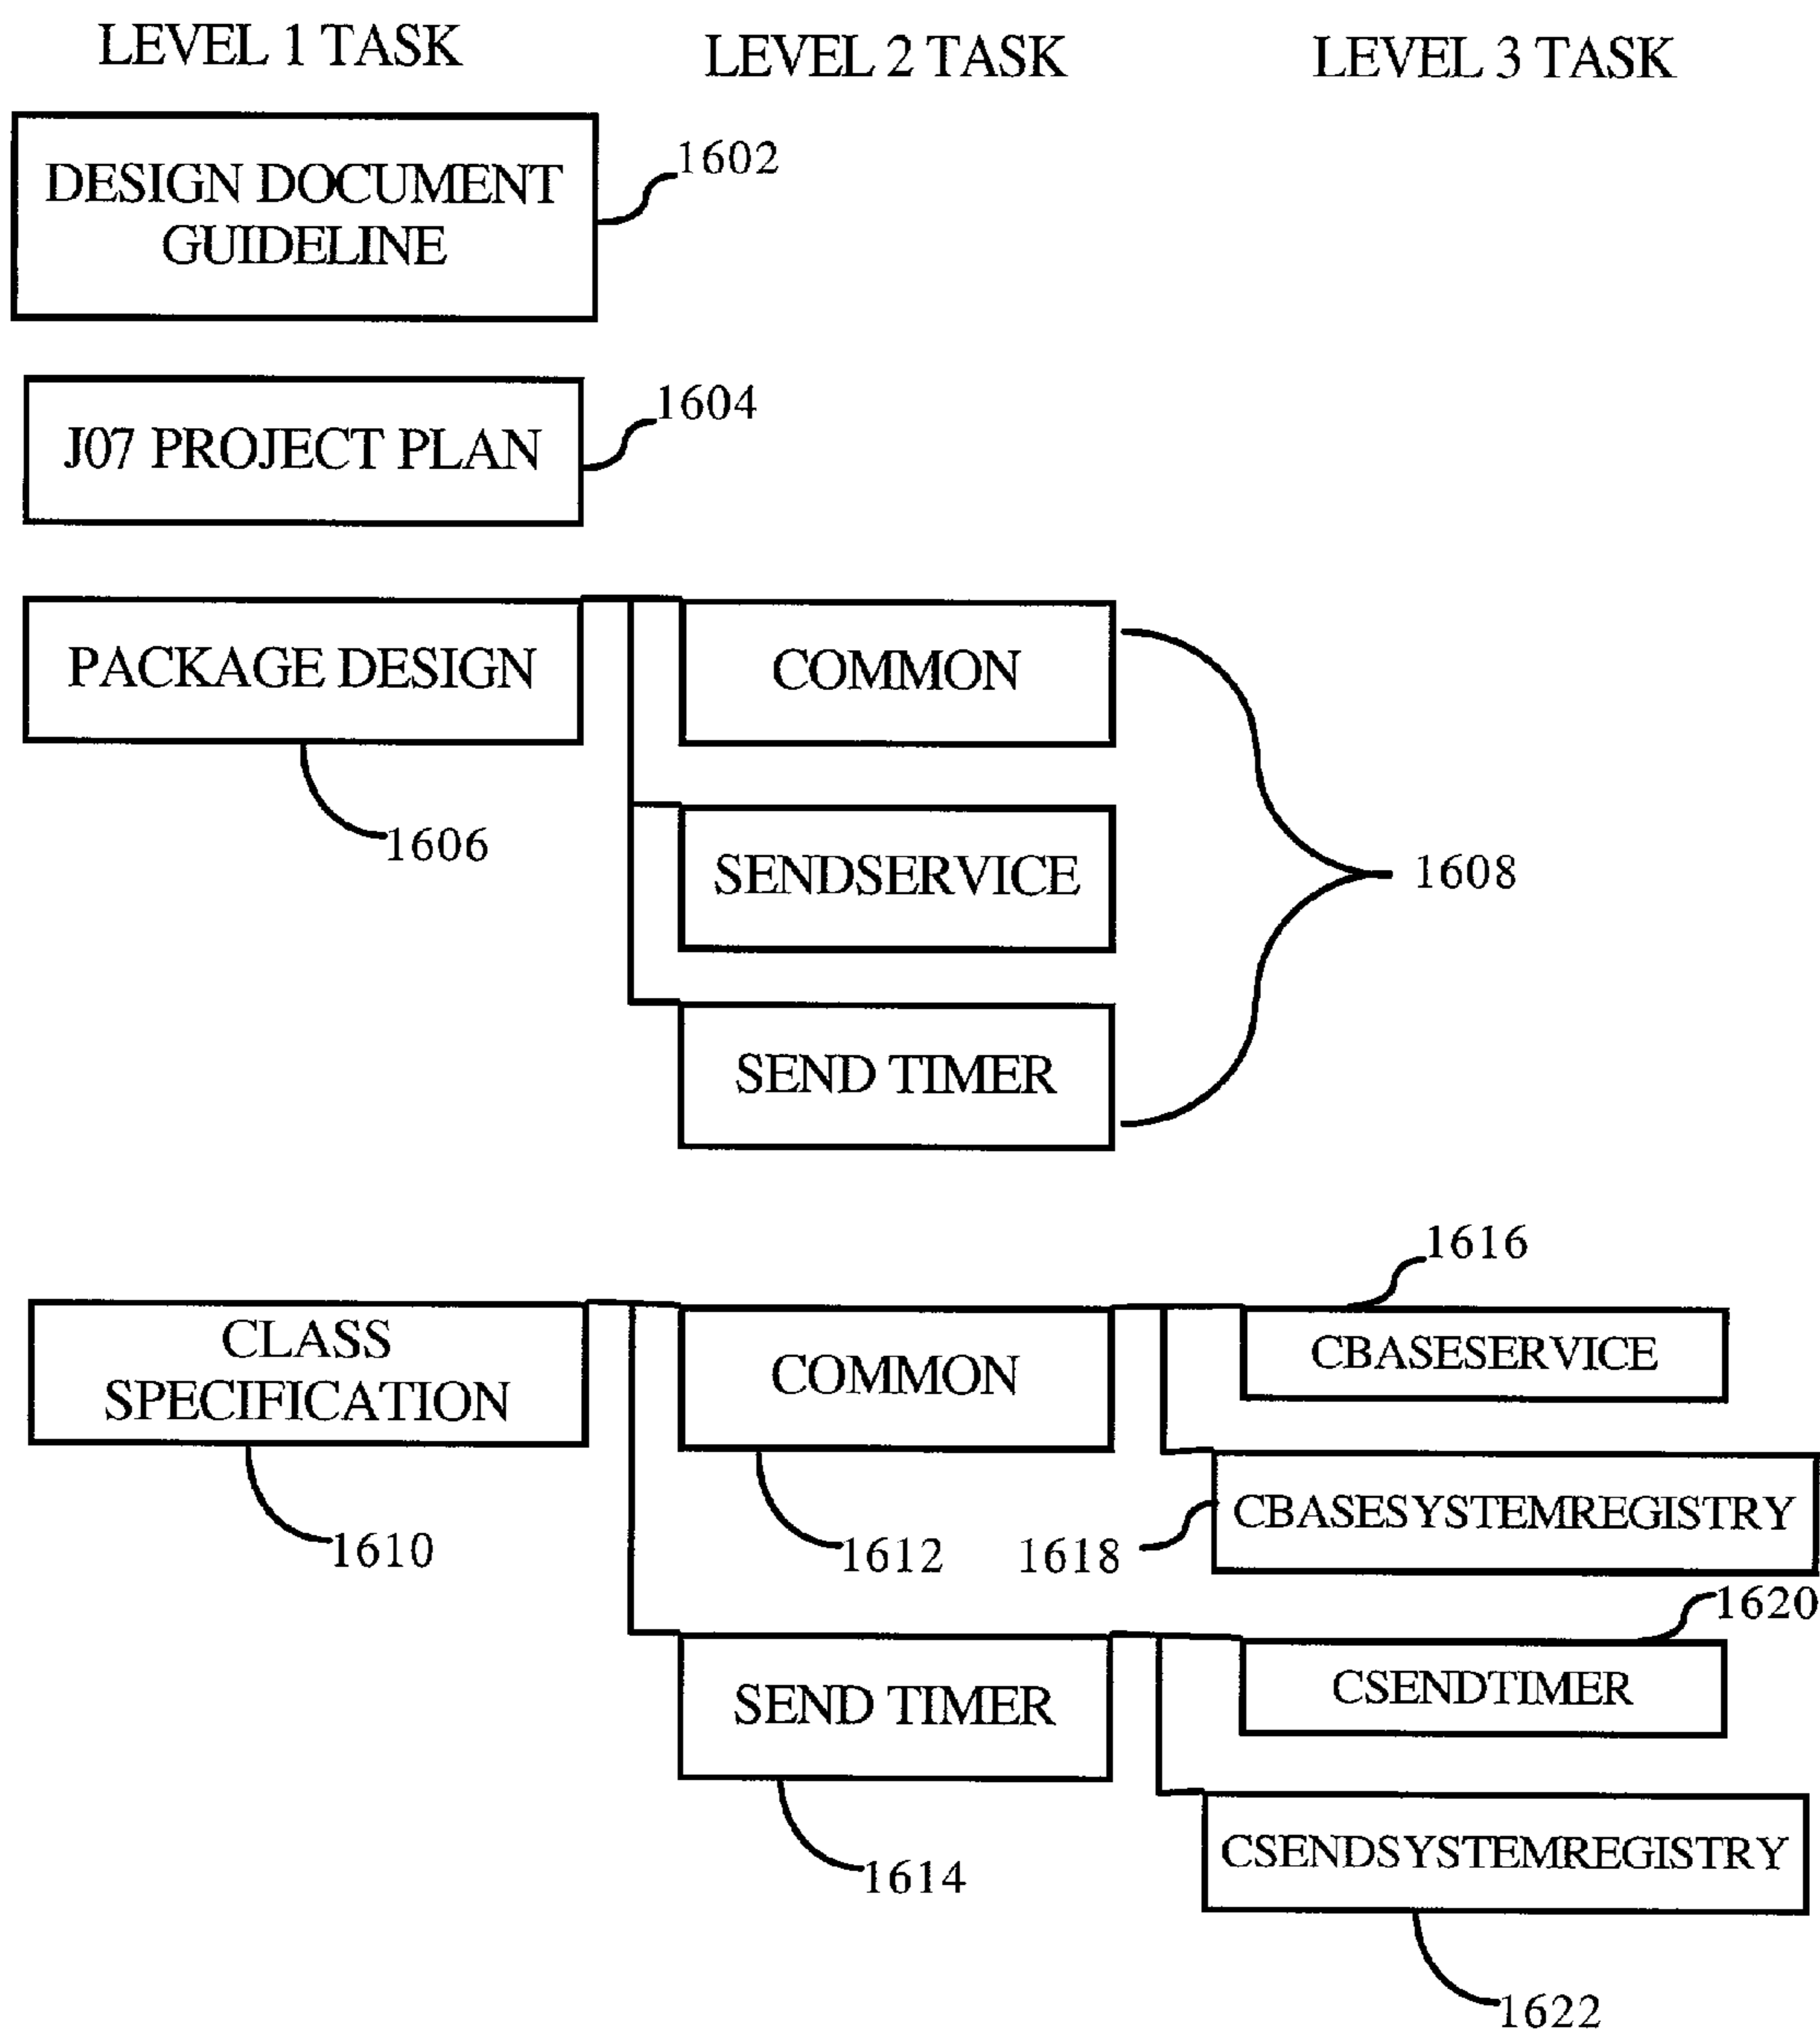 LEVEL 1 TASK
LEVEL 2 TASK
LEVEL 3 TASK
DESIGN DOCUMENT
GUIDELINE
1602
J07 PROJECT PLAN
1604
PACKAGE DESIGN
1606
COMMON
SENDSERVICE
SEND TIMER
1608
CLASS
SPECIFICATION
1610
COMMON
1612
1616
CBASESERVICE
1618
CBASESYSTEMREGISTRY
SEND TIMER
1614
1620
CSENDTIMER
CSENDSYSTEMREGISTRY
1622